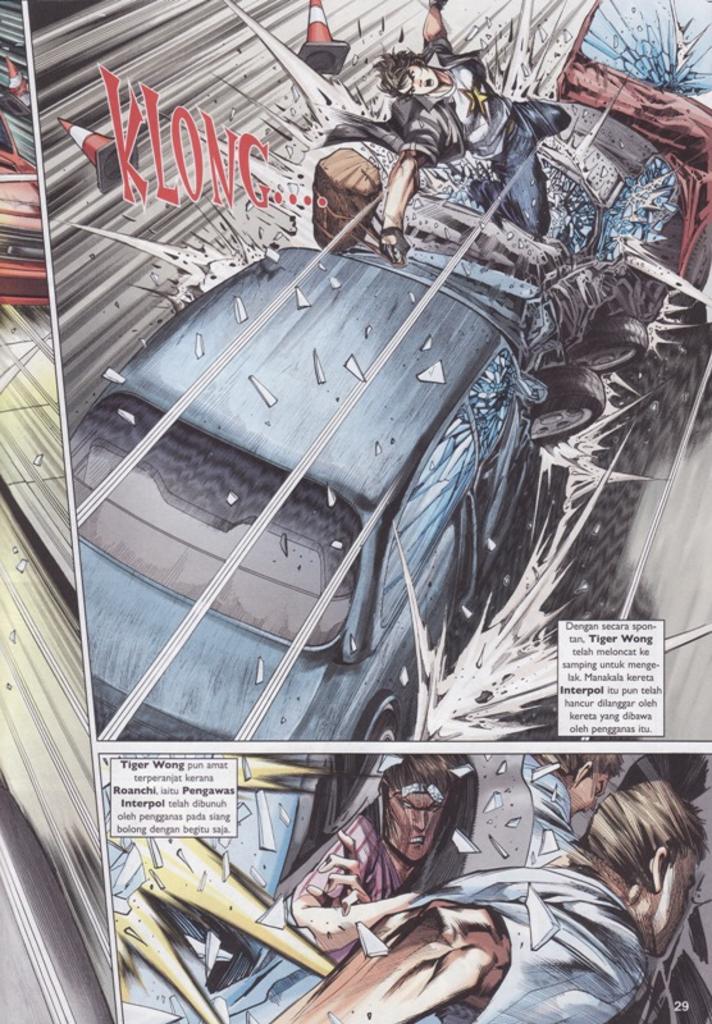 KLONG....
Dengan secara spon-
tan, Tiger Wong
telah meloncat ke
samping untuk menge-
lak. Manakala kereta
Interpol itu pun telah
hancur dilanggar oleh
kereta yang dibawa
oleh pengganas itu.
Tiger Wong pun amat
terperanjat kerana
Roanchi, iaitu Pengawas
Interpol telah dibunuh
oleh pengganas pada siang
bolong dengan begitu saja.
29